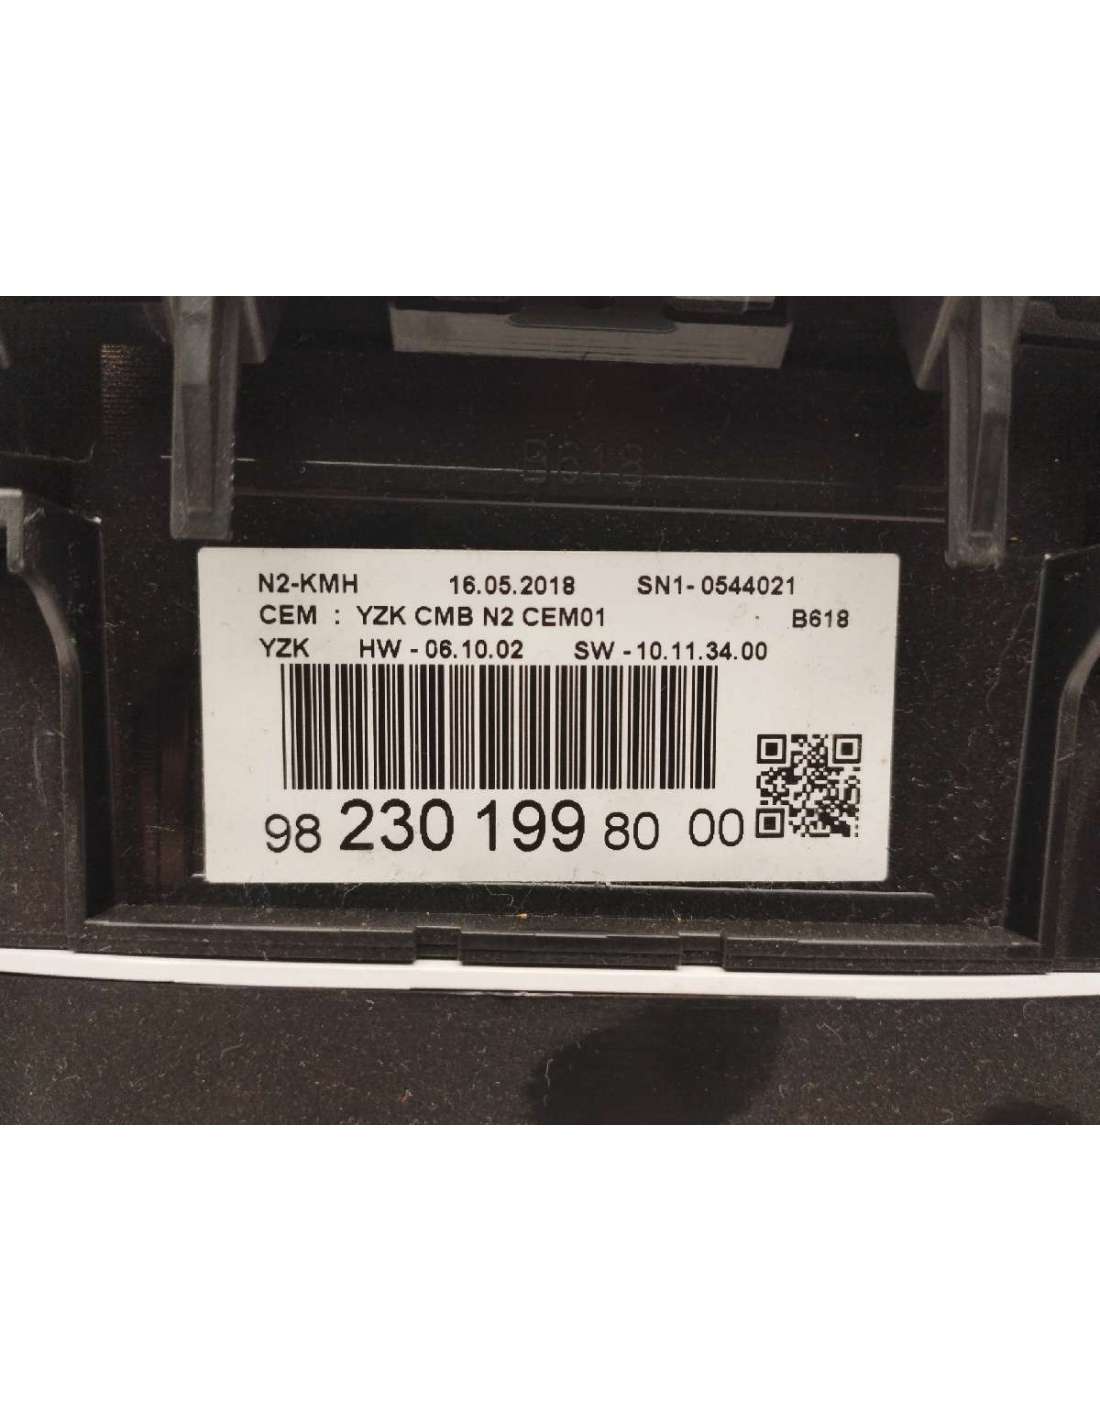 B618
N2-KMH 16.05.2018 SN1- 0544021
CEM : YZK CMB N2 CEM01 B618
YZK HW - 06.10.02 SW - 10.11.34.00
98 230 199 80 00